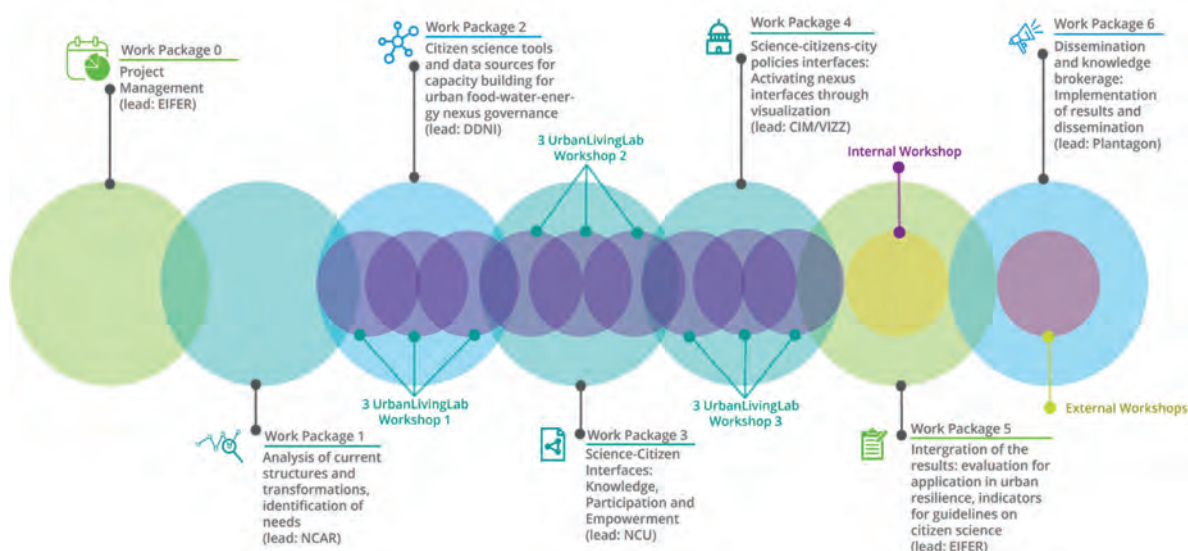 Work Package 0
Project
Management
(lead: EIFER)
Work Package 2
Citizen science tools
and data sources for
capacity building for
urban food-water-ener-
gy nexus governance
(lead: DDNI)
3 UrbanLivingLab
Workshop 2
Work Package 4
Science-citizens-city
policies interfaces:
Activating nexus
interfaces through
visualization
(lead: CIM/VIZZ)
Internal Workshop
Work Package 6
Dissemination
and knowledge
brokerage:
Implementation
of results and
dissemination
(lead: Plantagon)
Work Package 1
Analysis of current
structures and
transformations,
identification of
needs
(lead: NCAR)
3 UrbanLivingLab
Workshop 1
Work Package 3
Science-Citizen
Interfaces:
Knowledge,
Participation and
Empowerment
(lead: NCU)
3 UrbanLivingLab
Workshop 3
Work Package 5
Intergration of the
results: evaluation for
application in urban
resilience, indicators
for guidelines on
citizen science
(lead: EIFER)
External Workshops